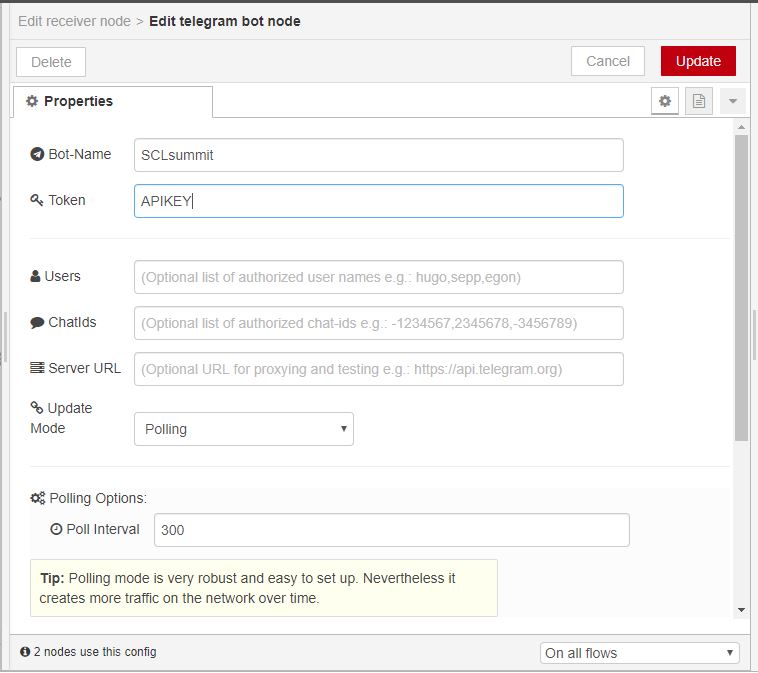 Edit receiver node > Edit telegram bot node
Delete
Cancel
Update
Properties
Bot-Name
SCLsummit
Token
APIKEY
Users
(Optional list of authorized user names e.g.: hugo,sepp,egon)
ChatIds
(Optional list of authorized chat-ids e.g.: -1234567,2345678,-3456789)
Server URL
(Optional URL for proxying and testing e.g.: https://api.telegram.org)
Update
Mode
Polling
Polling Options:
Poll Interval
300
Tip: Polling mode is very robust and easy to set up. Nevertheless it
creates more traffic on the network over time.
2 nodes use this config
On all flows